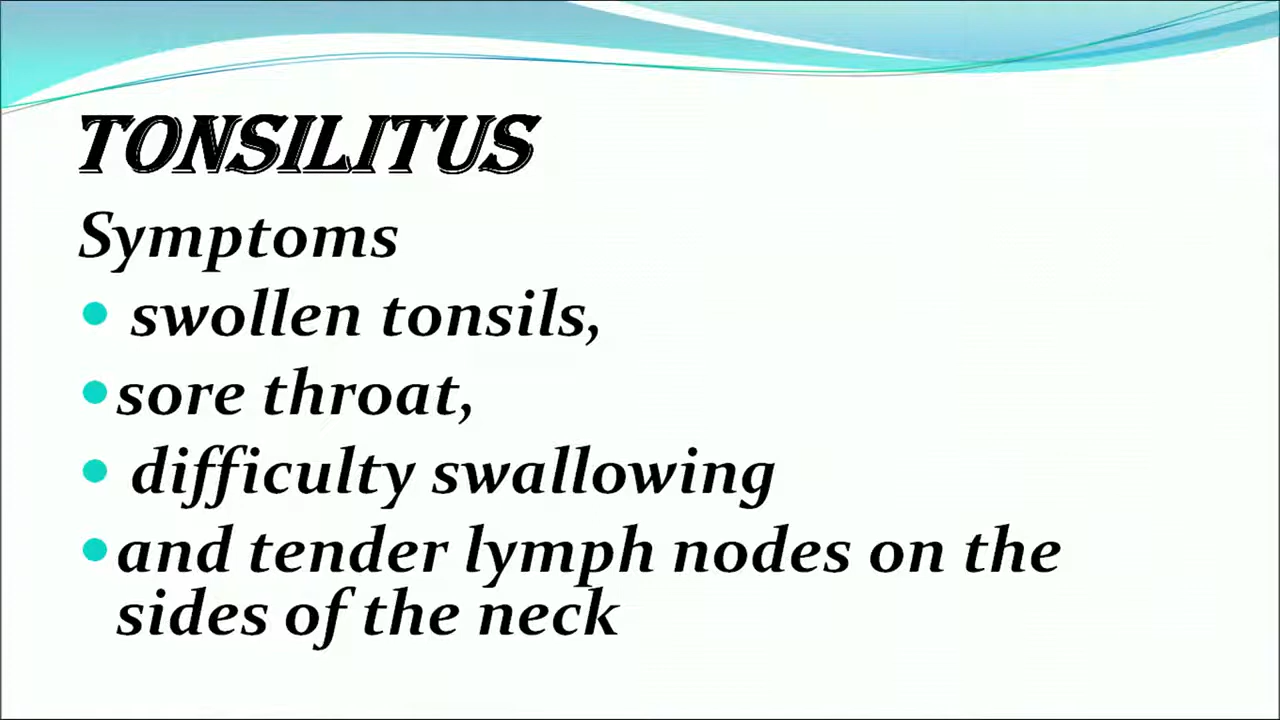 TONSILITUS
Symptoms
swollen tonsils,
sore throat,
difficulty swallowing
and tender lymph nodes on the
sides of the neck